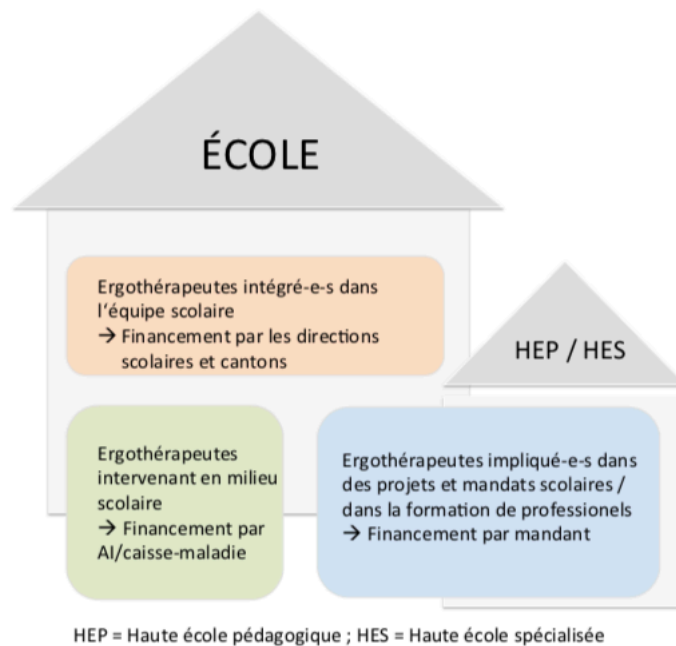 ÉCOLE
Ergothérapeutes intégré-e-s dans
l'équipe scolaire
→ Financement par les directions
scolaires et cantons
HEP / HES
Ergothérapeutes
intervenant en milieu
scolaire
→ Financement par
AI/caisse-maladie
Ergothérapeutes impliqué-e-s dans
des projets et mandats scolaires /
dans la formation de professionels
→ Financement par mandant
HEP = Haute école pédagogique ; HES = Haute école spécialisée